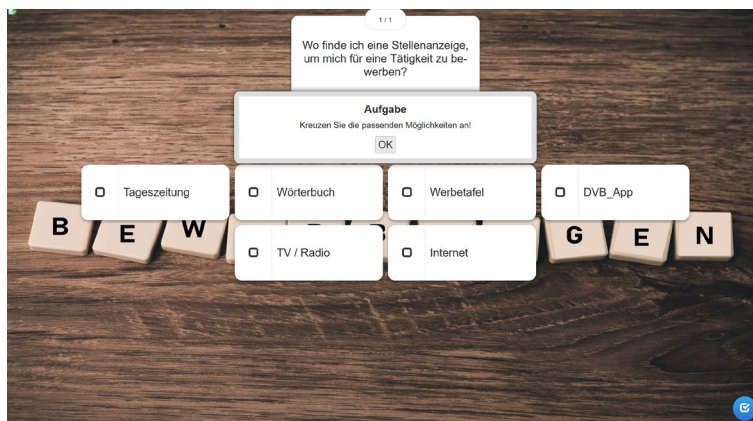 1 / 1
Wo finde ich eine Stellenanzeige,
um mich für eine Tätigkeit zu be-
werben?
Aufgabe
Kreuzen Sie die passenden Möglichkeiten an!
OK
Tageszeitung
Wörterbuch
Werbetafel
DVB_App
TV / Radio
Internet
B E W G E N